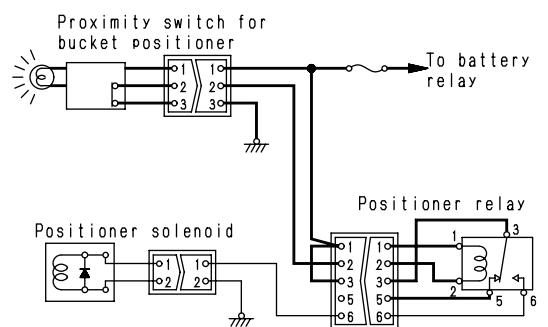 Proximity switch for
bucket positioner
To battery
relay
1 1
2 2
3 3
Positioner relay
Positioner solenoid
1 1
2 2
1 1
2 2
3 3
5 5
6 6
1
2
3
5 6